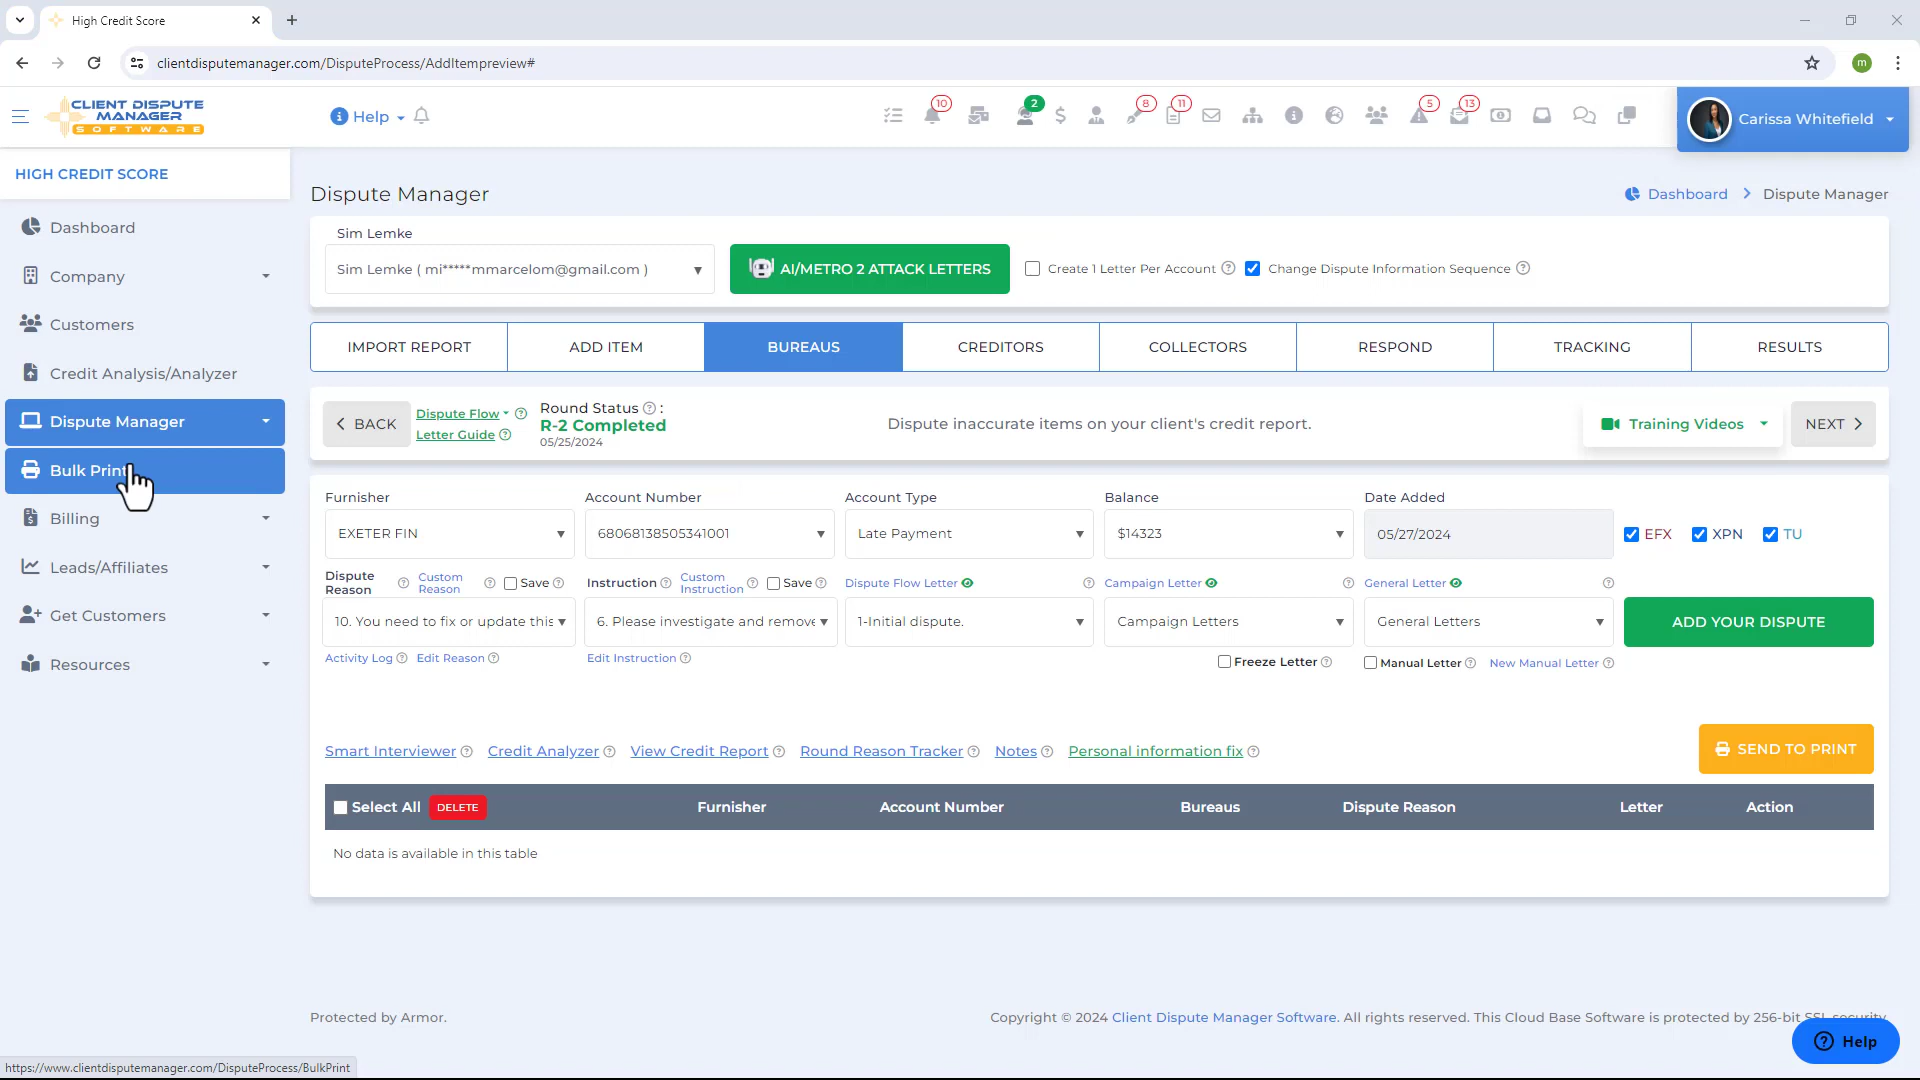 High Credit Score
clientdisputemanager.com/DisputeProcess/AddItempreview#
m
CLIENT DISPUTE
MANAGER
SOFTWARE
Help
10
2
8
11
5
13
Carissa Whitefield
HIGH CREDIT SCORE
Dashboard
Company
Customers
Credit Analysis/Analyzer
Dispute Manager
Bulk Print
Billing
Leads/Affiliates
Get Customers
Resources
Dispute Manager
Dashboard > Dispute Manager
Sim Lemke
Sim Lemke ( mi*****mmarcelom@gmail.com )
AI/METRO 2 ATTACK LETTERS
Create 1 Letter Per Account
Change Dispute Information Sequence
IMPORT REPORT
ADD ITEM
BUREAUS
CREDITORS
COLLECTORS
RESPOND
TRACKING
RESULTS
BACK
Dispute Flow
Letter Guide
Round Status :
R-2 Completed
05/25/2024
Dispute inaccurate items on your client's credit report.
Training Videos
NEXT
Furnisher
Account Number
Account Type
Balance
Date Added
EXETER FIN
68068138505341001
Late Payment
$14323
05/27/2024
EFX
XPN
TU
Dispute Reason
Custom Reason
Save
Instruction
Custom Instruction
Save
Dispute Flow Letter
Campaign Letter
General Letter
10. You need to fix or update this
6. Please investigate and remove
1-Initial dispute.
Campaign Letters
General Letters
ADD YOUR DISPUTE
Activity Log
Edit Reason
Edit Instruction
Freeze Letter
Manual Letter
New Manual Letter
Smart Interviewer
Credit Analyzer
View Credit Report
Round Reason Tracker
Notes
Personal information fix
SEND TO PRINT
Select All
DELETE
Furnisher
Account Number
Bureaus
Dispute Reason
Letter
Action
No data is available in this table
Protected by Armor.
Copyright © 2024 Client Dispute Manager Software. All rights reserved. This Cloud Base Software is protected by 256-bit SSL security.
Help
https://www.clientdisputemanager.com/DisputeProcess/BulkPrint